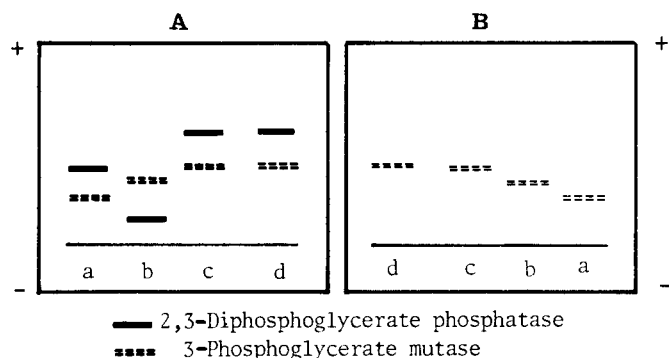 A B
+ +
a b c d d c b a
- -
2,3-Diphosphoglycerate phosphatase
3-Phosphoglycerate mutase